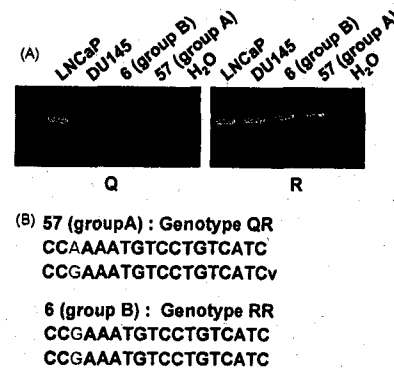 (A)
LNCaP DU145 6 (group B) 57 (group A) H₂O LNCaP DU145 6 (group B) 57 (group A) H₂O
Q R
(B) 57 (groupA) : Genotype QR
CCAAAATGTCCTGTCATC
CCGAAATGTCCTGTCATCv
6 (group B) : Genotype RR
CCGAAATGTCCTGTCATC
CCGAAATGTCCTGTCATC